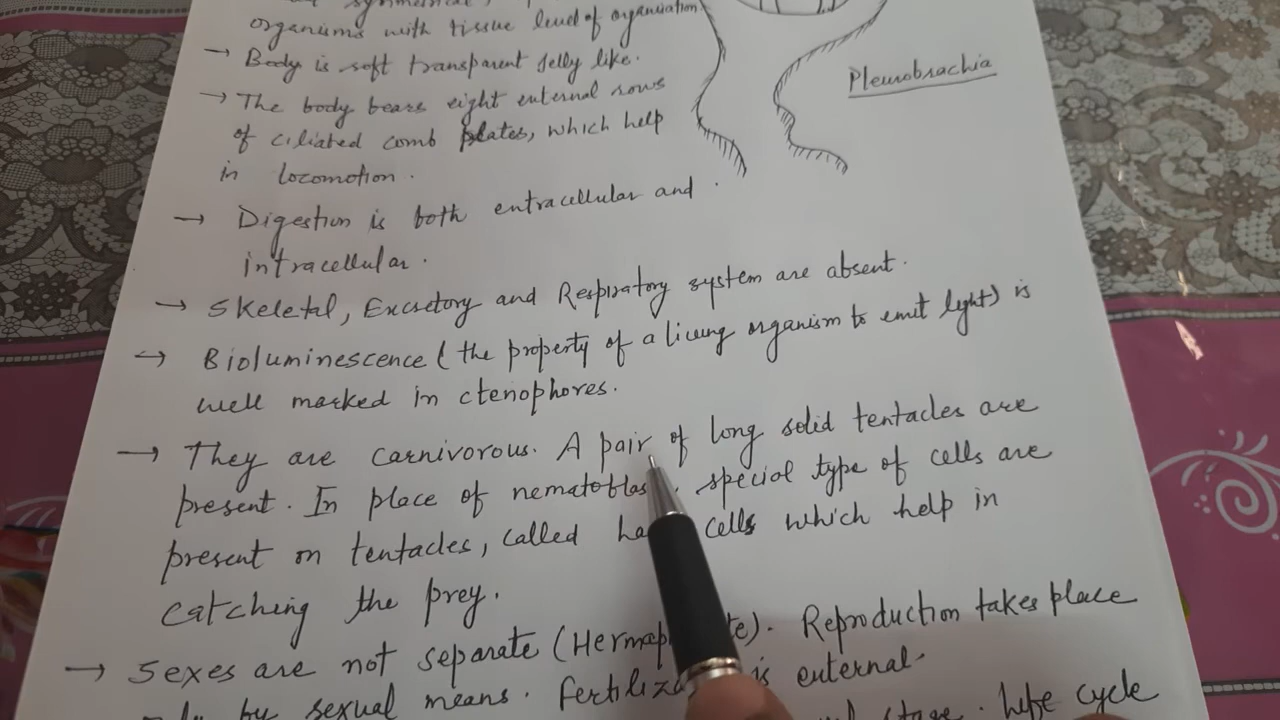 organisms with tissue level of organisation
→ Body is soft transparent Jelly like.
Pleurobrachia
→ The body bears eight external rows
of ciliated comb plates, which help
in locomotion.
→ Digestion is both extracellular and
intracellular.
→ Skeletal, Excretory and Respiratory system are absent.
→ Bioluminescence (the property of a living organism to emit light) is
well marked in ctenophores.
→ They are carnivorous. A pair of long solid tentacles are
present. In place of special type of cells are
present on tentacles, called cells which help in
catching the prey.
→ Sexes are not separate ( Reproduction takes place
by sexual means. is external.
stage. life cycle